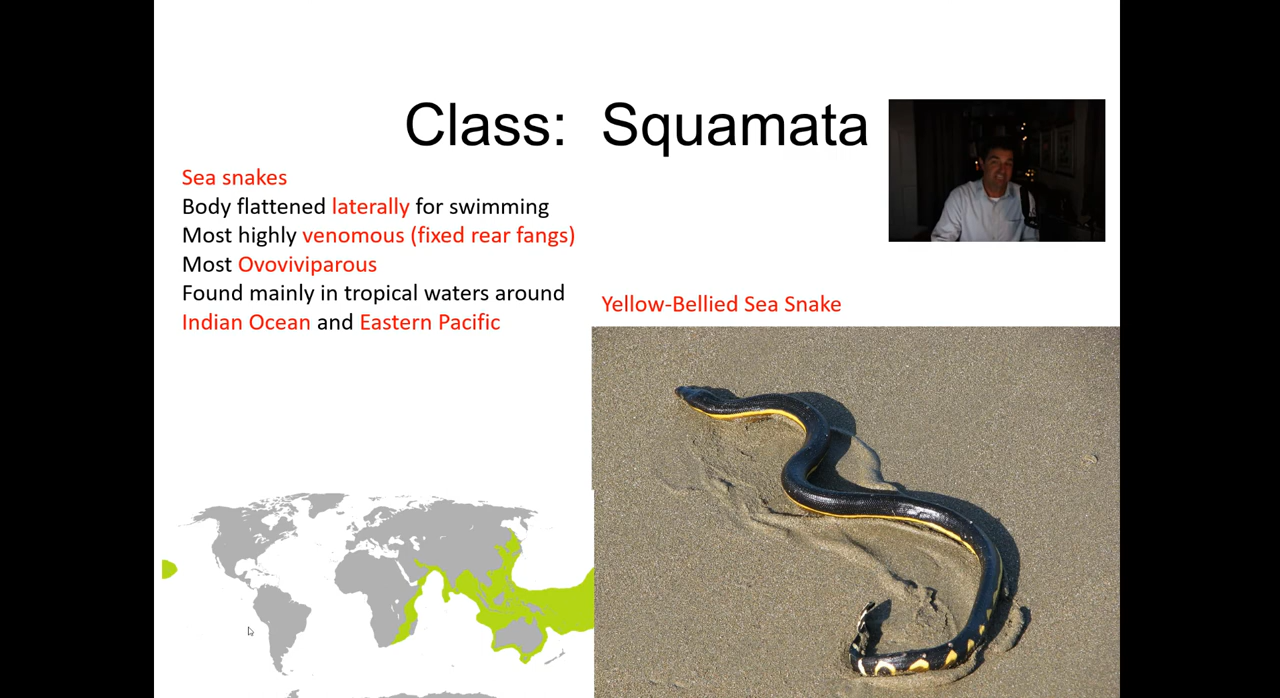 Class: Squamata
Sea snakes
Body flattened laterally for swimming
Most highly venomous (fixed rear fangs)
Most Ovoviviparous
Found mainly in tropical waters around
Indian Ocean and Eastern Pacific
Yellow-Bellied Sea Snake